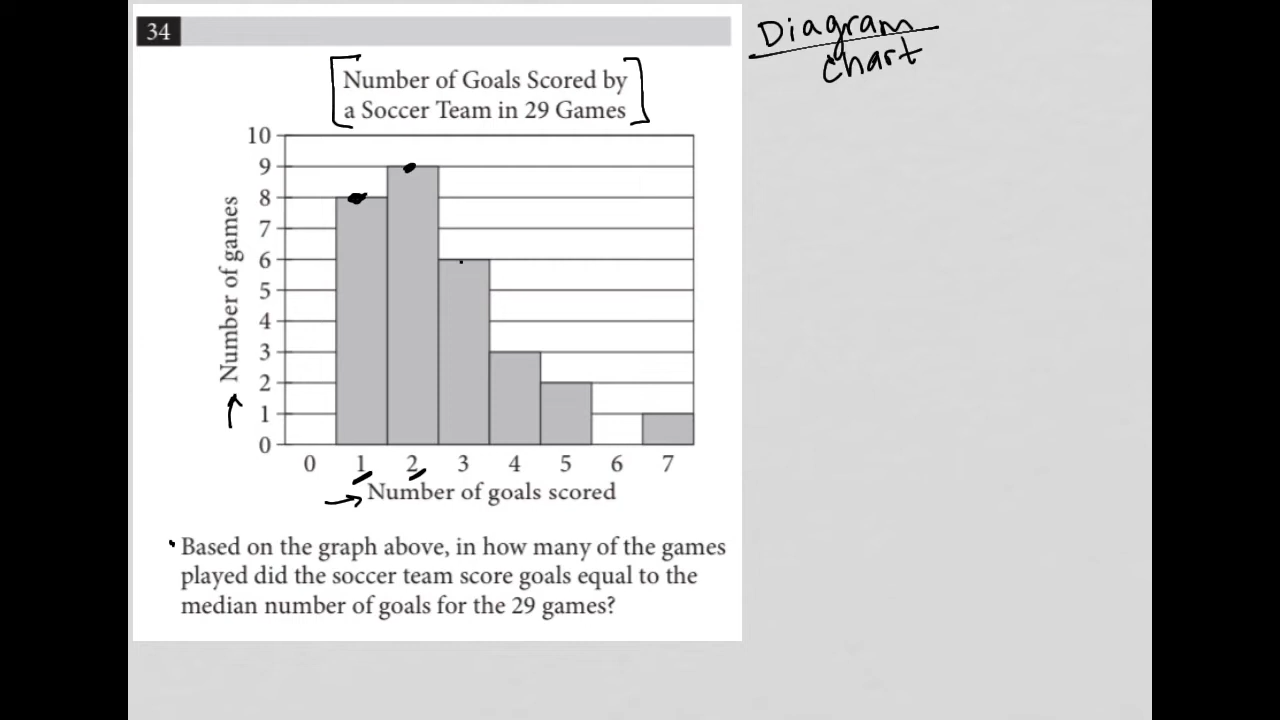 34
Diagram
chart
Number of Goals Scored by
a Soccer Team in 29 Games
10
9
8
7
6
5
4
3
2
1
0
Number of games
0 1 2 3 4 5 6 7
Number of goals scored
Based on the graph above, in how many of the games
played did the soccer team score goals equal to the
median number of goals for the 29 games?